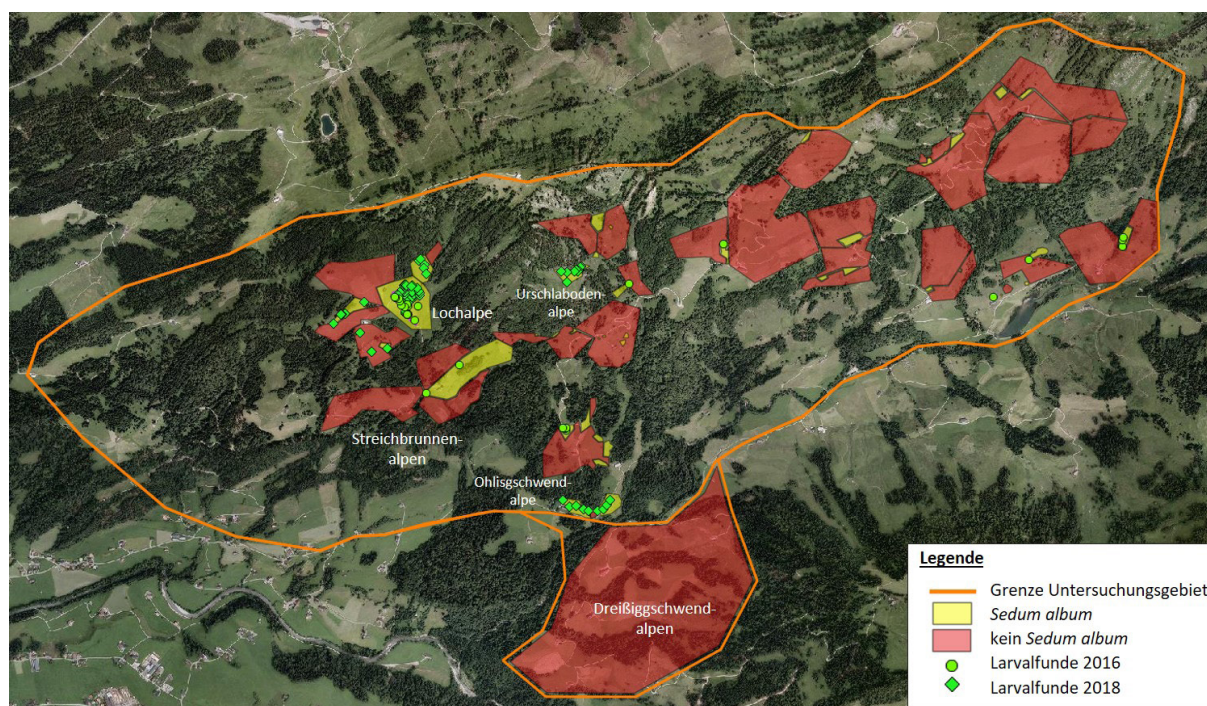 Urschlaboden-
alpe
Lochalpe
Streichbrunnen-
alpen
Ohlisgschwend-
alpe
Dreißiggschwend-
alpen
Legende
Grenze Untersuchungsgebiet
Sedum album
kein Sedum album
Larvalfunde 2016
Larvalfunde 2018